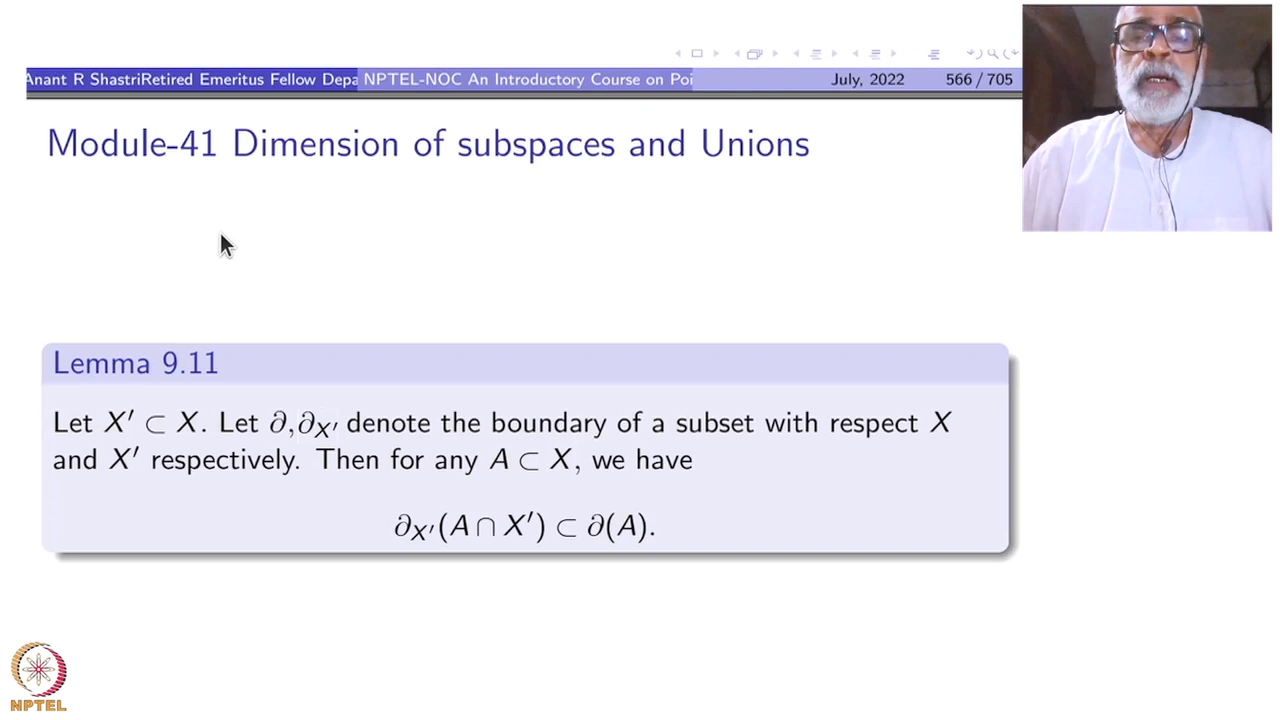 Anant R ShastriRetired Emeritus Fellow Depa NPTEL-NOC An Introductory Course on Poi July, 2022 566 / 705
Module-41 Dimension of subspaces and Unions
Lemma 9.11
Let X′ ⊂ X. Let ∂,∂_{X′} denote the boundary of a subset with respect X
and X′ respectively. Then for any A ⊂ X, we have
∂_{X′}(A ∩ X′) ⊂ ∂(A).
NPTEL